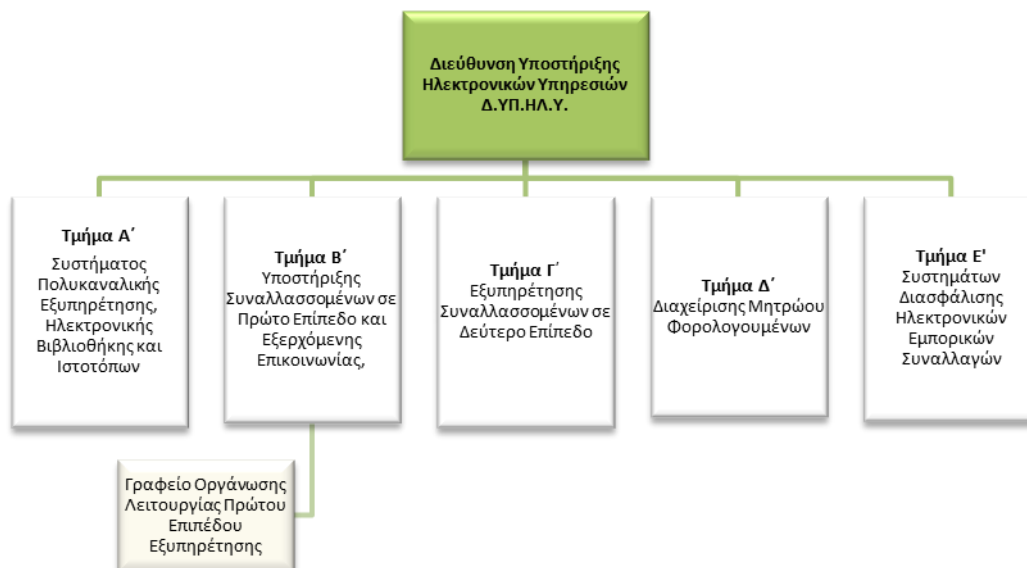 Διεύθυνση Υποστήριξης
Ηλεκτρονικών Υπηρεσιών
Δ.ΥΠ.ΗΛ.Υ.
Τμήμα Α΄
Συστήματος
Πολυκαναλικής
Εξυπηρέτησης,
Ηλεκτρονικής
Βιβλιοθήκης και
Ιστοτόπων
Τμήμα Β΄
Υποστήριξης
Συναλλασσομένων σε
Πρώτο Επίπεδο και
Εξερχόμενης
Επικοινωνίας,
Τμήμα Γ΄
Εξυπηρέτησης
Συναλλασσομένων σε
Δεύτερο Επίπεδο
Τμήμα Δ΄
Διαχείρισης Μητρώου
Φορολογουμένων
Τμήμα Ε'
Συστημάτων
Διασφάλισης
Ηλεκτρονικών
Εμπορικών
Συναλλαγών
Γραφείο Οργάνωσης
Λειτουργίας Πρώτου
Επιπέδου
Εξυπηρέτησης